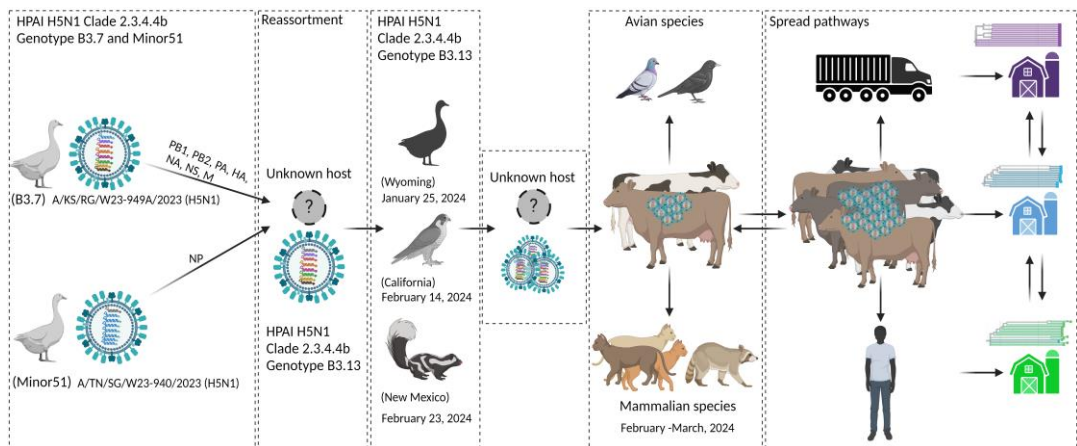 HPAI H5N1 Clade 2.3.4.4b
Genotype B3.7 and Minor51
PB1, PB2, PA, HA,
NA, NS, M
(B3.7) A/KS/RG/W23-949A/2023 (H5N1)
NP
(Minor51) A/TN/SG/W23-940/2023 (H5N1)
Reassortment
Unknown host
?
HPAI H5N1
Clade 2.3.4.4b
Genotype B3.13
HPAI H5N1
Clade 2.3.4.4b
Genotype B3.13
(Wyoming)
January 25, 2024
(California)
February 14, 2024
(New Mexico)
February 23, 2024
Unknown host
?
Avian species
Mammalian species
February -March, 2024
Spread pathways